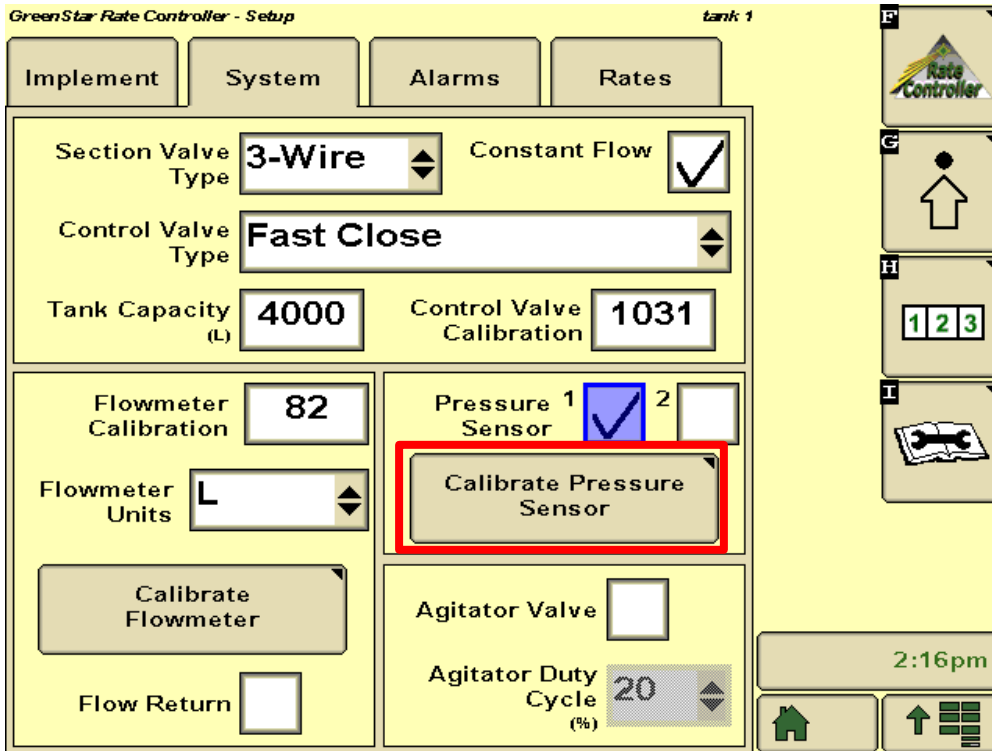 GreenStar Rate Controller - Setup
tank 1
Implement
System
Alarms
Rates
Section Valve
Type
3-Wire
Constant Flow
Control Valve
Type
Fast Close
Tank Capacity
(L)
4000
Control Valve
Calibration
1031
Flowmeter
Calibration
82
Flowmeter
Units
L
Calibrate
Flowmeter
Flow Return
Pressure
Sensor
1
2
Calibrate Pressure
Sensor
Agitator Valve
Agitator Duty
Cycle
(%)
20
F
Rate
Controller
G
H
1 2 3
I
2:16pm